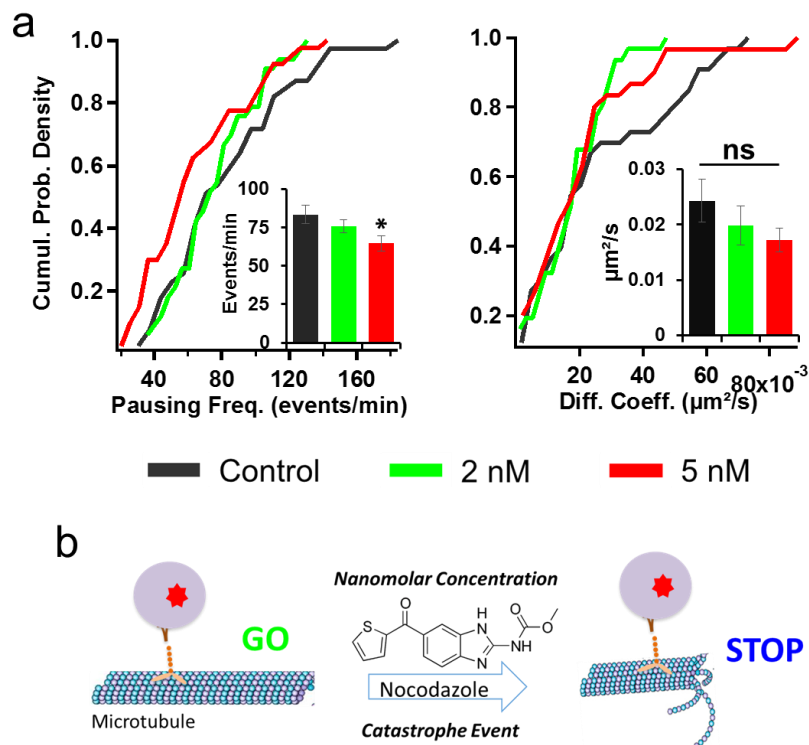 a
Cumul. Prob. Density
1.0
0.8
0.6
0.4
0.2
40
80
120
160
Pausing Freq. (events/min)
Events/min
100
75
50
25
0
*
1.0
0.8
0.6
0.4
0.2
20
40
60
80x10⁻³
Diff. Coeff. (µm²/s)
µm²/s
0.03
0.02
0.01
0
ns
Control
2 nM
5 nM
b
GO
Microtubule
Nanomolar Concentration
S
O
H
N
N
NH
O
O
Nocodazole
Catastrophe Event
STOP